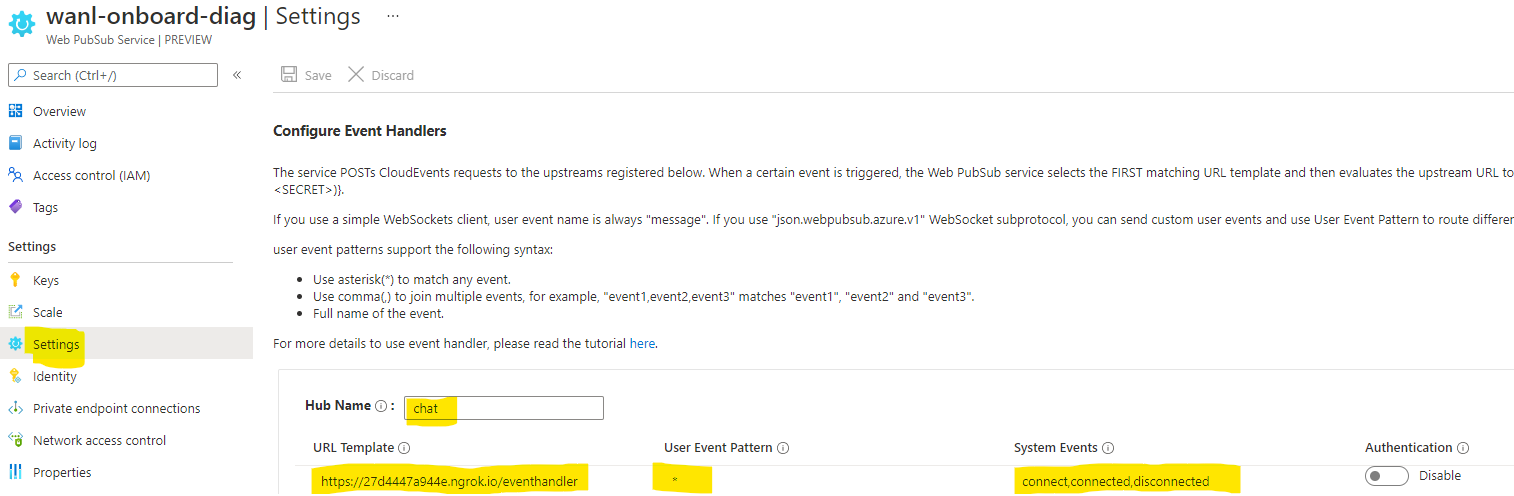 wanl-onboard-diag | Settings ...
Web PubSub Service | PREVIEW
Search (Ctrl+/)
«
Save
Discard
Overview
Activity log
Access control (IAM)
Tags
Settings
Keys
Scale
Settings
Identity
Private endpoint connections
Network access control
Properties
Configure Event Handlers
The service POSTs CloudEvents requests to the upstreams registered below. When a certain event is triggered, the Web PubSub service selects the FIRST matching URL template and then evaluates the upstream URL to
<SECRET>)}.
If you use a simple WebSockets client, user event name is always "message". If you use "json.webpubsub.azure.v1" WebSocket subprotocol, you can send custom user events and use User Event Pattern to route differen
user event patterns support the following syntax:
• Use asterisk(*) to match any event.
• Use comma(,) to join multiple events, for example, "event1,event2,event3" matches "event1", "event2" and "event3".
• Full name of the event.
For more details to use event handler, please read the tutorial here.
Hub Name : chat
URL Template User Event Pattern System Events Authentication
https://27d4447a944e.ngrok.io/eventhandler * connect,connected,disconnected Disable